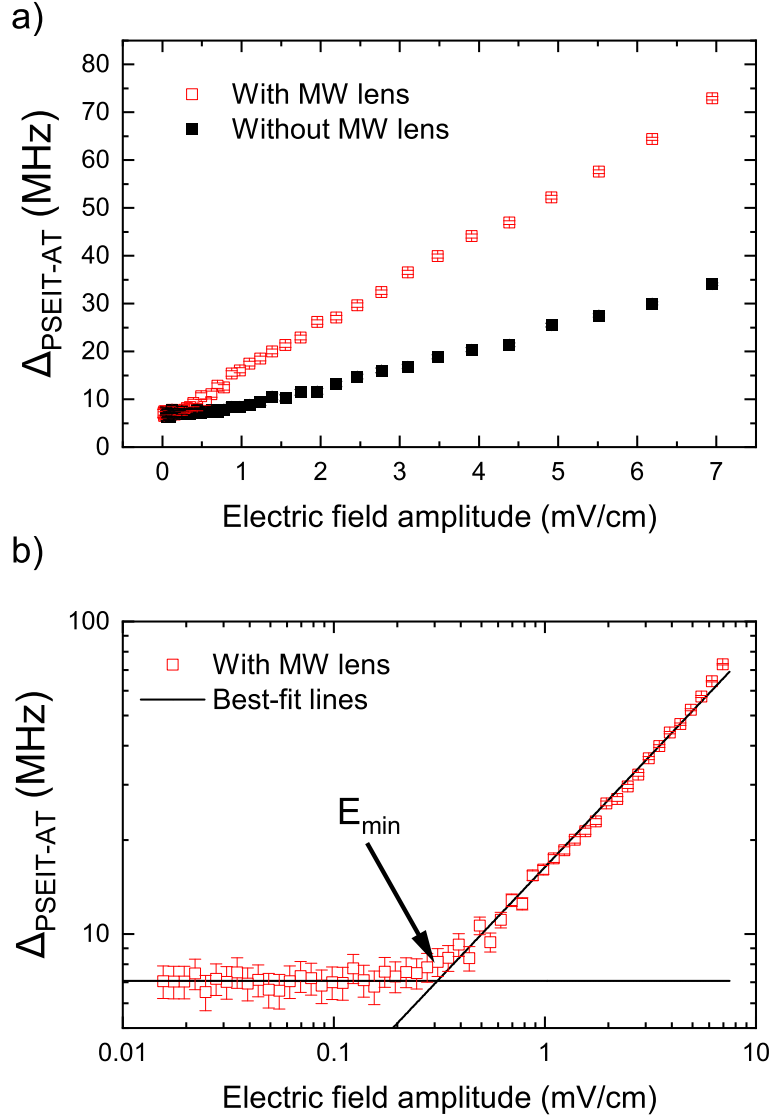 a)
80
70
60
50
40
30
20
10
0
Δ_PSEIT-AT (MHz)
With MW lens
Without MW lens
0 1 2 3 4 5 6 7
Electric field amplitude (mV/cm)
b)
100
10
Δ_PSEIT-AT (MHz)
With MW lens
Best-fit lines
E_min
0.01 0.1 1 10
Electric field amplitude (mV/cm)